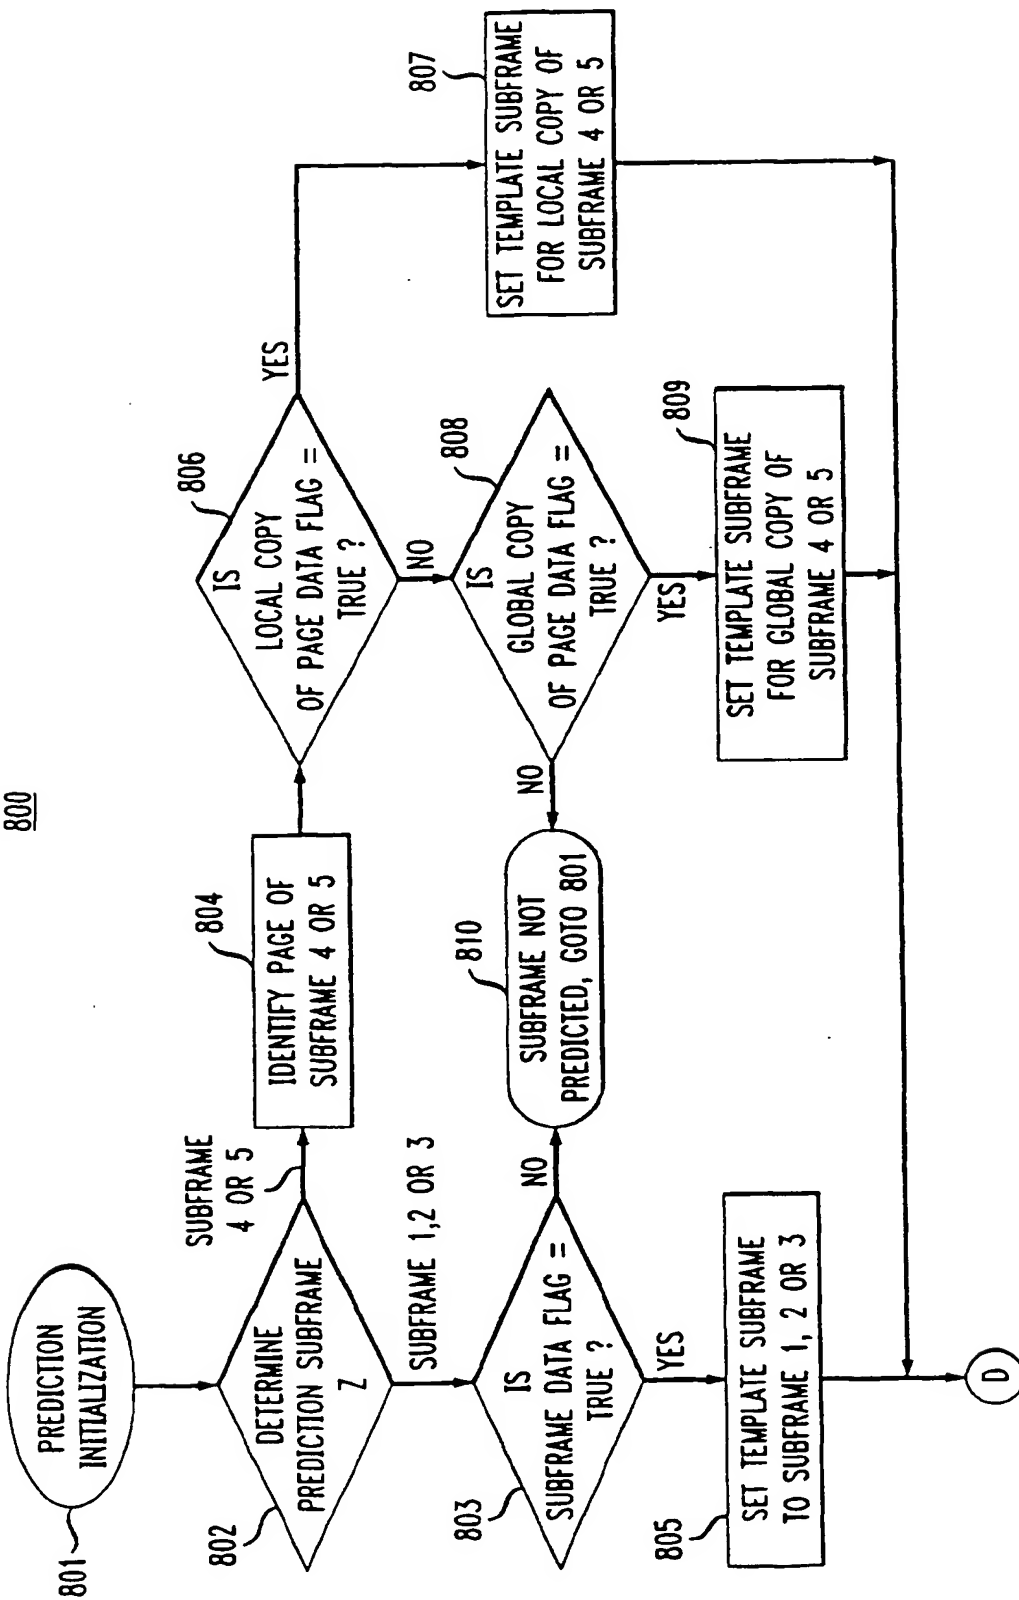 800
PREDICTION
INITIALIZATION
801
DETERMINE
PREDICTION SUBFRAME
Z
802
SUBFRAME
4 OR 5
SUBFRAME 1,2 OR 3
IDENTIFY PAGE OF
SUBFRAME 4 OR 5
804
IS
LOCAL COPY
OF PAGE DATA FLAG =
TRUE ?
806
YES
NO
SET TEMPLATE SUBFRAME
FOR LOCAL COPY OF
SUBFRAME 4 OR 5
807
IS
SUBFRAME DATA FLAG =
TRUE ?
803
NO
YES
SUBFRAME NOT
PREDICTED, GOTO 801
810
NO
IS
GLOBAL COPY
OF PAGE DATA FLAG =
TRUE ?
808
YES
SET TEMPLATE SUBFRAME
TO SUBFRAME 1, 2 OR 3
805
SET TEMPLATE SUBFRAME
FOR GLOBAL COPY OF
SUBFRAME 4 OR 5
809
D